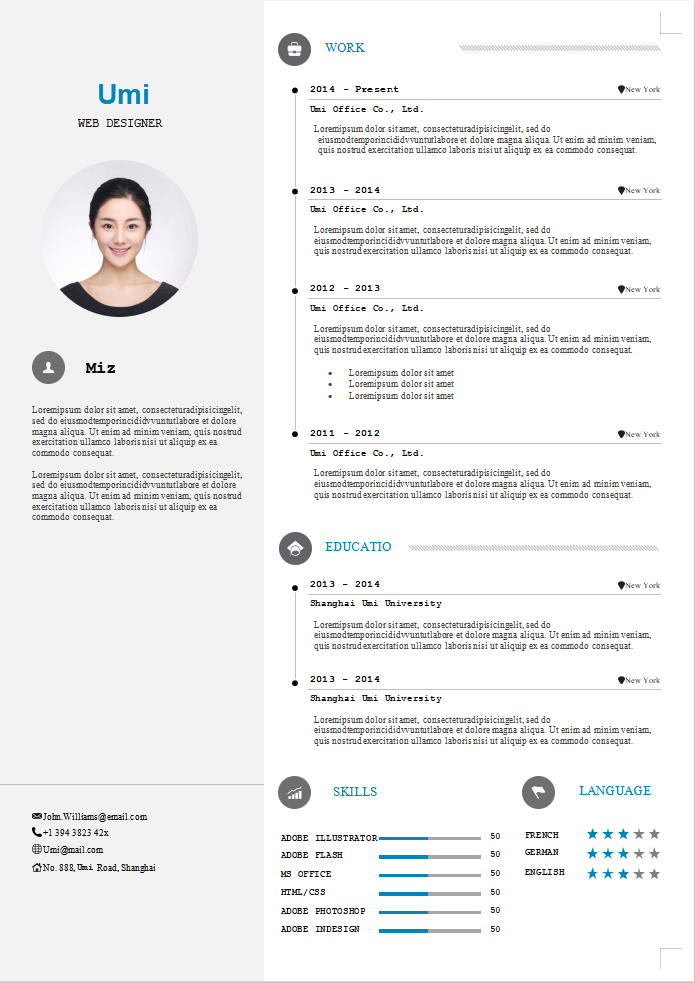 Umi
WEB DESIGNER
Miz
Loremipsum dolor sit amet, consecteturadipisicingelit,
sed do eiusmodtemporincididvvuntutlabore et dolore
magna aliqua. Ut enim ad minim veniam, quis nostrud
exercitation ullamco laboris nisi ut aliquip ex ea
commodo consequat.
Loremipsum dolor sit amet, consecteturadipisicingelit,
sed do eiusmodtemporincididvvuntutlabore et dolore
magna aliqua. Ut enim ad minim veniam, quis nostrud
exercitation ullamco laboris nisi ut aliquip ex ea
commodo consequat.
John.Williams@email.com
+1 394 3823 42x
Umi@mail.com
No. 888, Umi Road, Shanghai
WORK
2014 - Present
New York
Umi Office Co., Ltd.
Loremipsum dolor sit amet, consecteturadipisicingelit, sed do
eiusmodtemporincididvvuntutlabore et dolore magna aliqua. Ut enim ad minim veniam,
quis nostrud exercitation ullamco laboris nisi ut aliquip ex ea commodo consequat.
2013 - 2014
New York
Umi Office Co., Ltd.
Loremipsum dolor sit amet, consecteturadipisicingelit, sed do
eiusmodtemporincididvvuntutlabore et dolore magna aliqua. Ut enim ad minim veniam,
quis nostrud exercitation ullamco laboris nisi ut aliquip ex ea commodo consequat.
2012 - 2013
New York
Umi Office Co., Ltd.
Loremipsum dolor sit amet, consecteturadipisicingelit, sed do
eiusmodtemporincididvvuntutlabore et dolore magna aliqua. Ut enim ad minim veniam,
quis nostrud exercitation ullamco laboris nisi ut aliquip ex ea commodo consequat.
• Loremipsum dolor sit amet
• Loremipsum dolor sit amet
• Loremipsum dolor sit amet
2011 - 2012
New York
Umi Office Co., Ltd.
Loremipsum dolor sit amet, consecteturadipisicingelit, sed do
eiusmodtemporincididvvuntutlabore et dolore magna aliqua. Ut enim ad minim veniam,
quis nostrud exercitation ullamco laboris nisi ut aliquip ex ea commodo consequat.
EDUCATIO
2013 - 2014
New York
Shanghai Umi University
Loremipsum dolor sit amet, consecteturadipisicingelit, sed do
eiusmodtemporincididvvuntutlabore et dolore magna aliqua. Ut enim ad minim veniam,
quis nostrud exercitation ullamco laboris nisi ut aliquip ex ea commodo consequat.
2013 - 2014
New York
Shanghai Umi University
Loremipsum dolor sit amet, consecteturadipisicingelit, sed do
eiusmodtemporincididvvuntutlabore et dolore magna aliqua. Ut enim ad minim veniam,
quis nostrud exercitation ullamco laboris nisi ut aliquip ex ea commodo consequat.
SKILLS
ADOBE ILLUSTRATOR 50
ADOBE FLASH 50
MS OFFICE 50
HTML/CSS 50
ADOBE PHOTOSHOP 50
ADOBE INDESIGN 50
LANGUAGE
FRENCH
GERMAN
ENGLISH